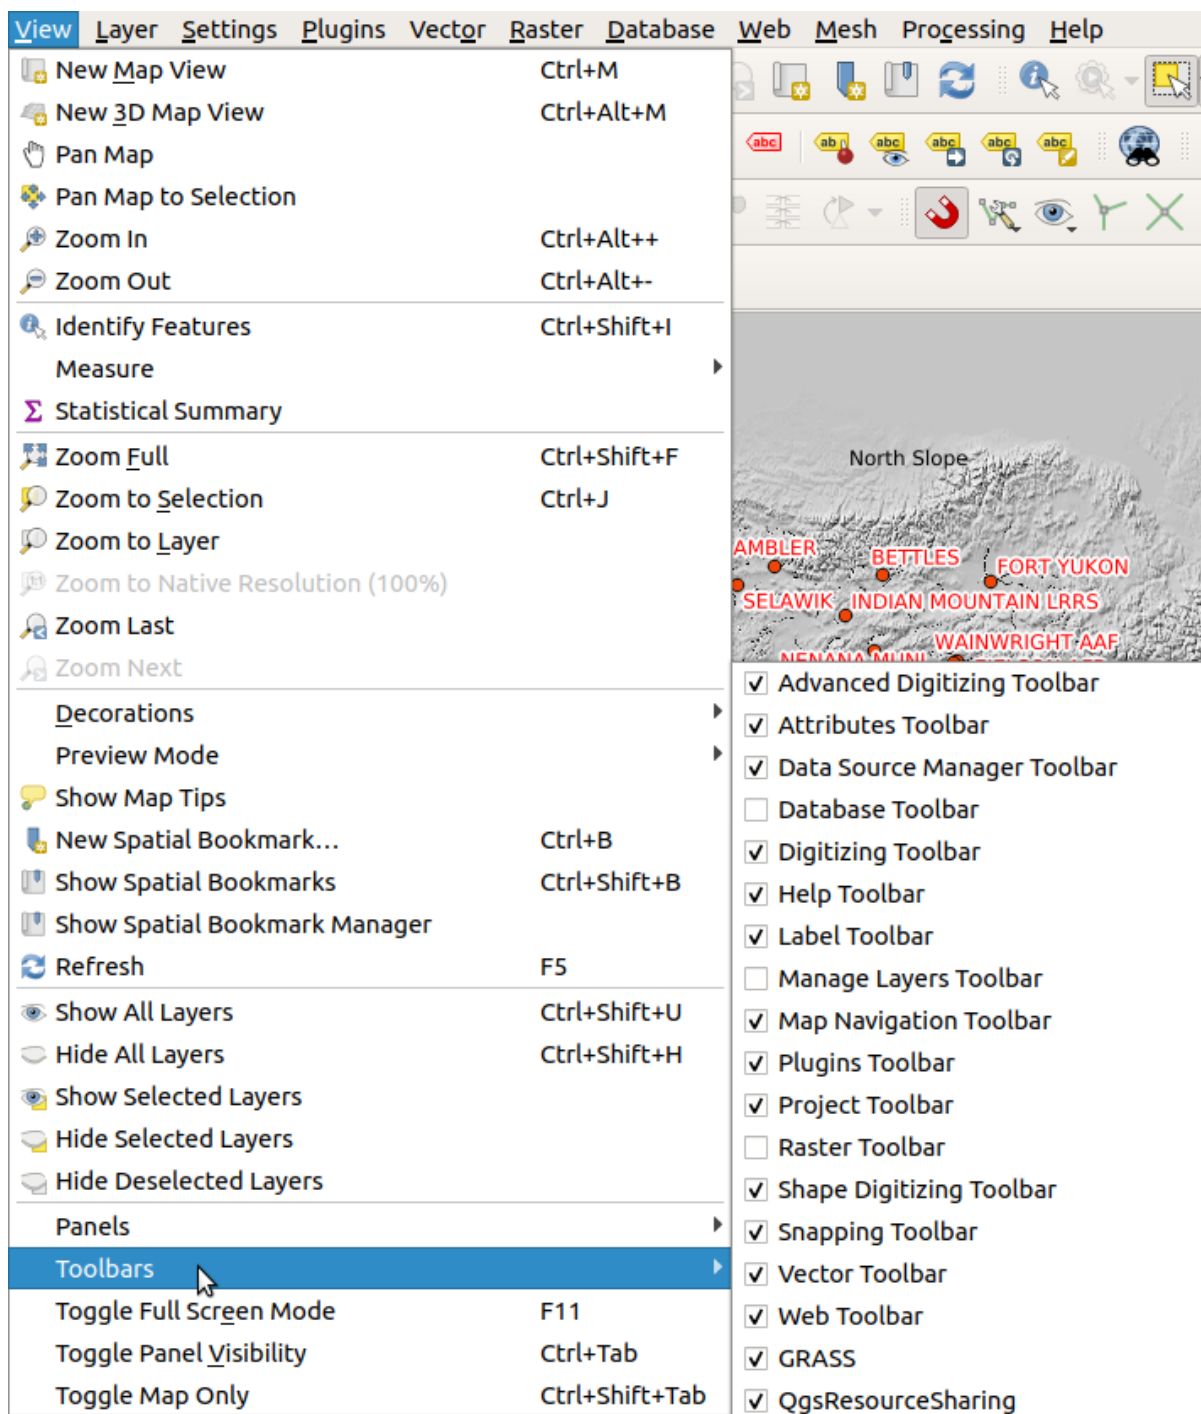 View Layer Settings Plugins Vector Raster Database Web Mesh Processing Help
New Map View Ctrl+M
New 3D Map View Ctrl+Alt+M
Pan Map
Pan Map to Selection
Zoom In Ctrl+Alt++
Zoom Out Ctrl+Alt+-
Identify Features Ctrl+Shift+I
Measure
Statistical Summary
Zoom Full Ctrl+Shift+F
Zoom to Selection Ctrl+J
Zoom to Layer
Zoom to Native Resolution (100%)
Zoom Last
Zoom Next
Decorations
Preview Mode
Show Map Tips
New Spatial Bookmark… Ctrl+B
Show Spatial Bookmarks Ctrl+Shift+B
Show Spatial Bookmark Manager
Refresh F5
Show All Layers Ctrl+Shift+U
Hide All Layers Ctrl+Shift+H
Show Selected Layers
Hide Selected Layers
Hide Deselected Layers
Panels
Toolbars
Toggle Full Screen Mode F11
Toggle Panel Visibility Ctrl+Tab
Toggle Map Only Ctrl+Shift+Tab
abc abc abc abc abc abc
North Slope
AMBLER BETTLES FORT YUKON
SELAWIK INDIAN MOUNTAIN LRRS
WAINWRIGHT AAF
NENANA MUNI
Advanced Digitizing Toolbar
Attributes Toolbar
Data Source Manager Toolbar
Database Toolbar
Digitizing Toolbar
Help Toolbar
Label Toolbar
Manage Layers Toolbar
Map Navigation Toolbar
Plugins Toolbar
Project Toolbar
Raster Toolbar
Shape Digitizing Toolbar
Snapping Toolbar
Vector Toolbar
Web Toolbar
GRASS
QgsResourceSharing